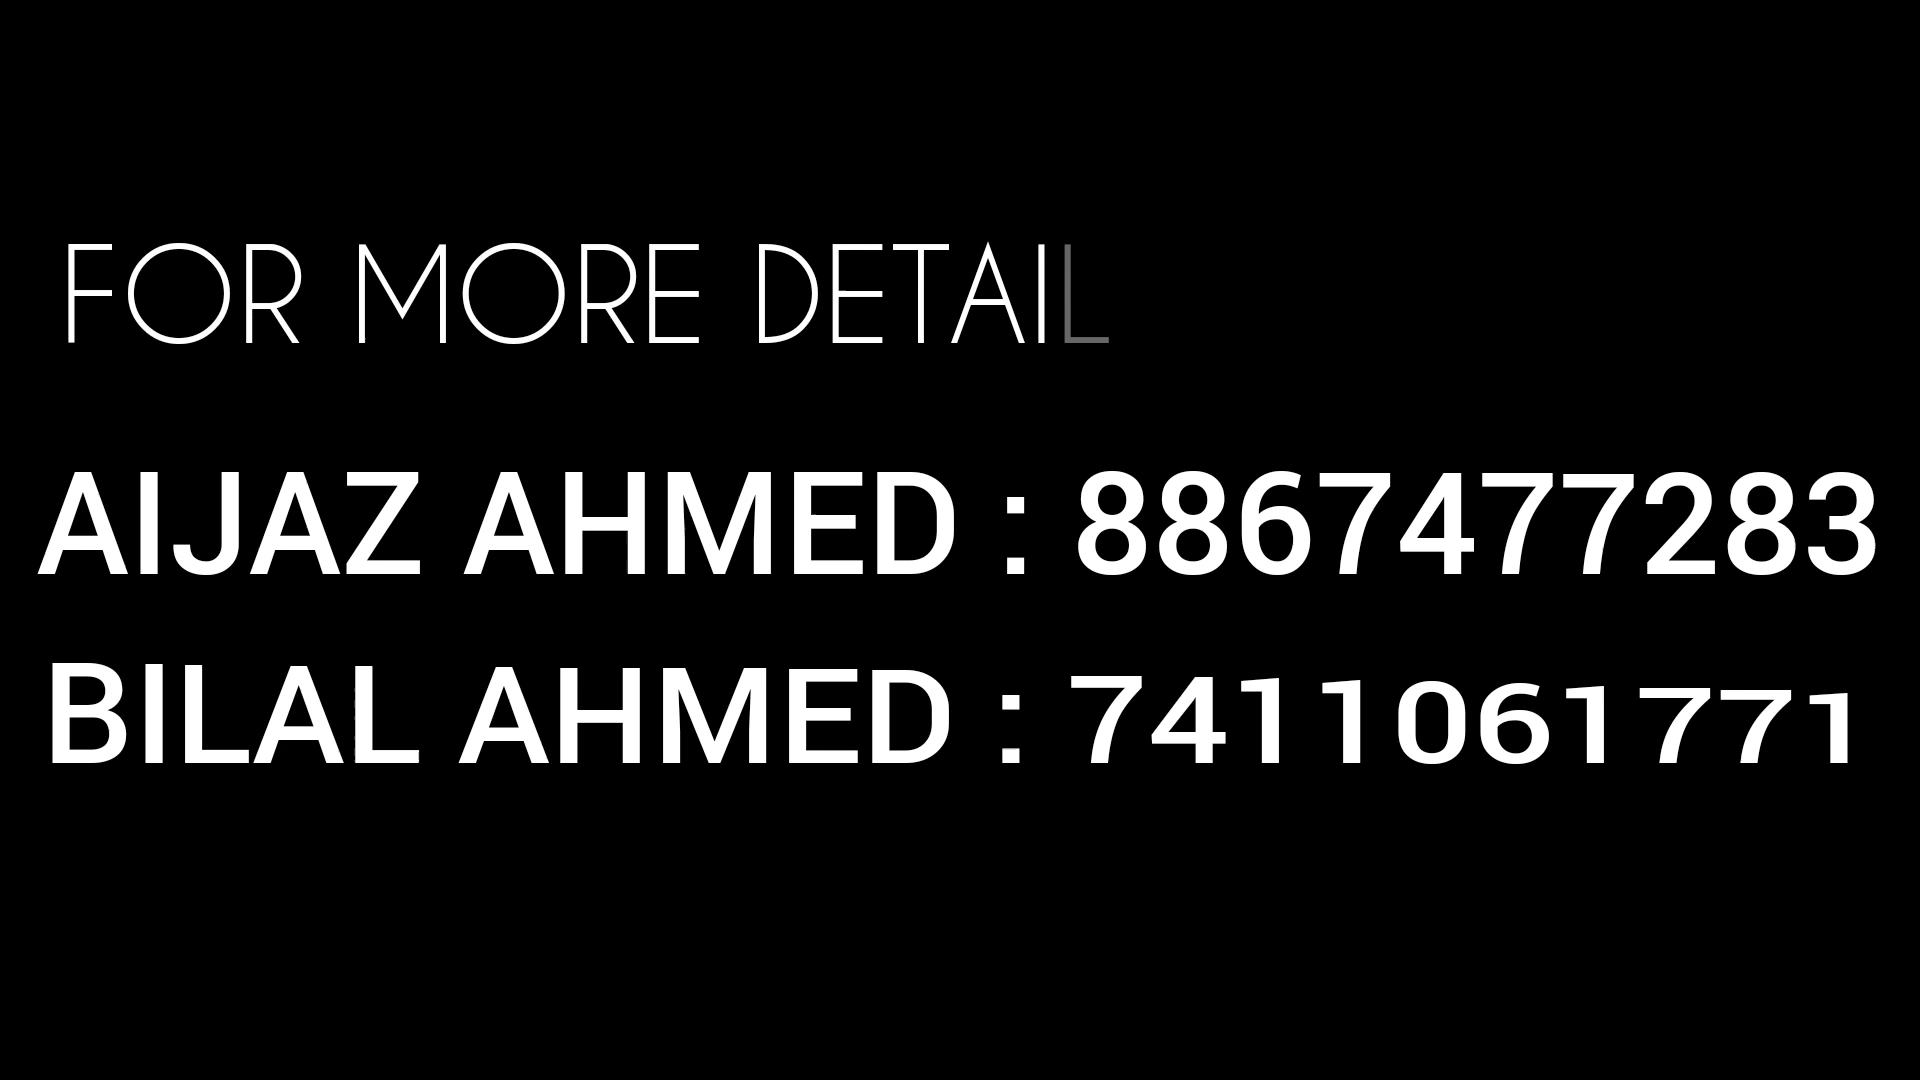 FOR MORE DETAIL
AIJAZ AHMED : 8867477283
BILAL AHMED : 7411061771